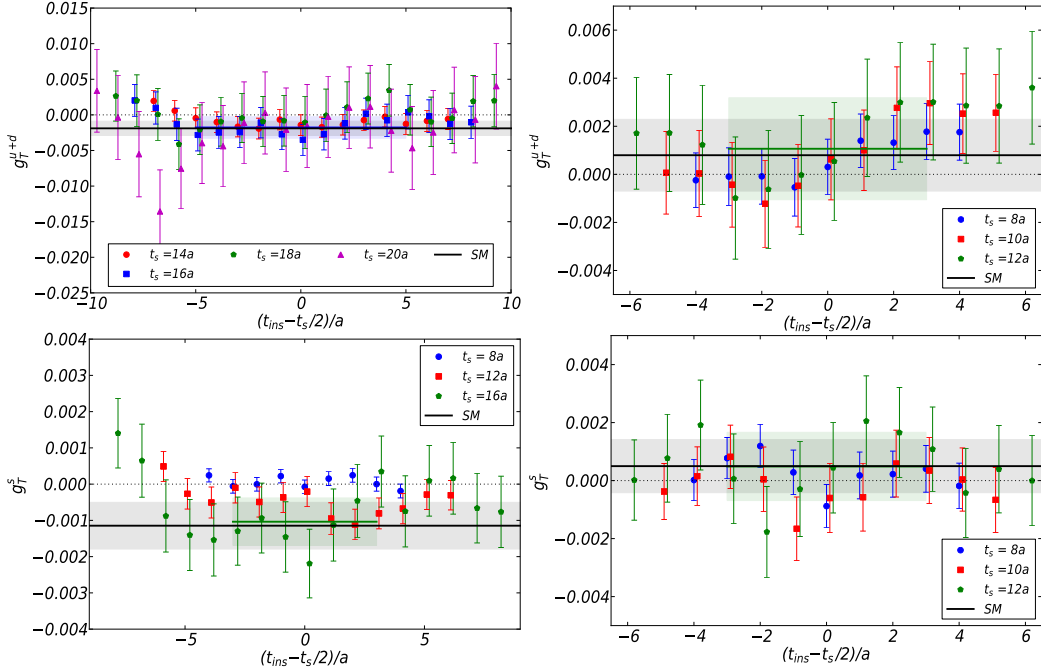 0.015
0.010
0.005
0.000
−0.005
−0.010
−0.015
−0.020
−0.025
g_T^{u+d}
t_s =14a
t_s =16a
t_s =18a
t_s =20a
SM
−10 −5 0 5 10
(t_ins−t_s/2)/a
0.006
0.004
0.002
0.000
−0.002
−0.004
g_T^{u+d}
t_s = 8a
t_s =10a
t_s =12a
SM
−6 −4 −2 0 2 4 6
(t_ins−t_s/2)/a
0.004
0.003
0.002
0.001
0.000
−0.001
−0.002
−0.003
−0.004
g_T^s
t_s = 8a
t_s =12a
t_s =16a
SM
−5 0 5
(t_ins−t_s/2)/a
0.004
0.002
0.000
−0.002
−0.004
g_T^s
t_s = 8a
t_s =10a
t_s =12a
SM
−6 −4 −2 0 2 4 6
(t_ins−t_s/2)/a